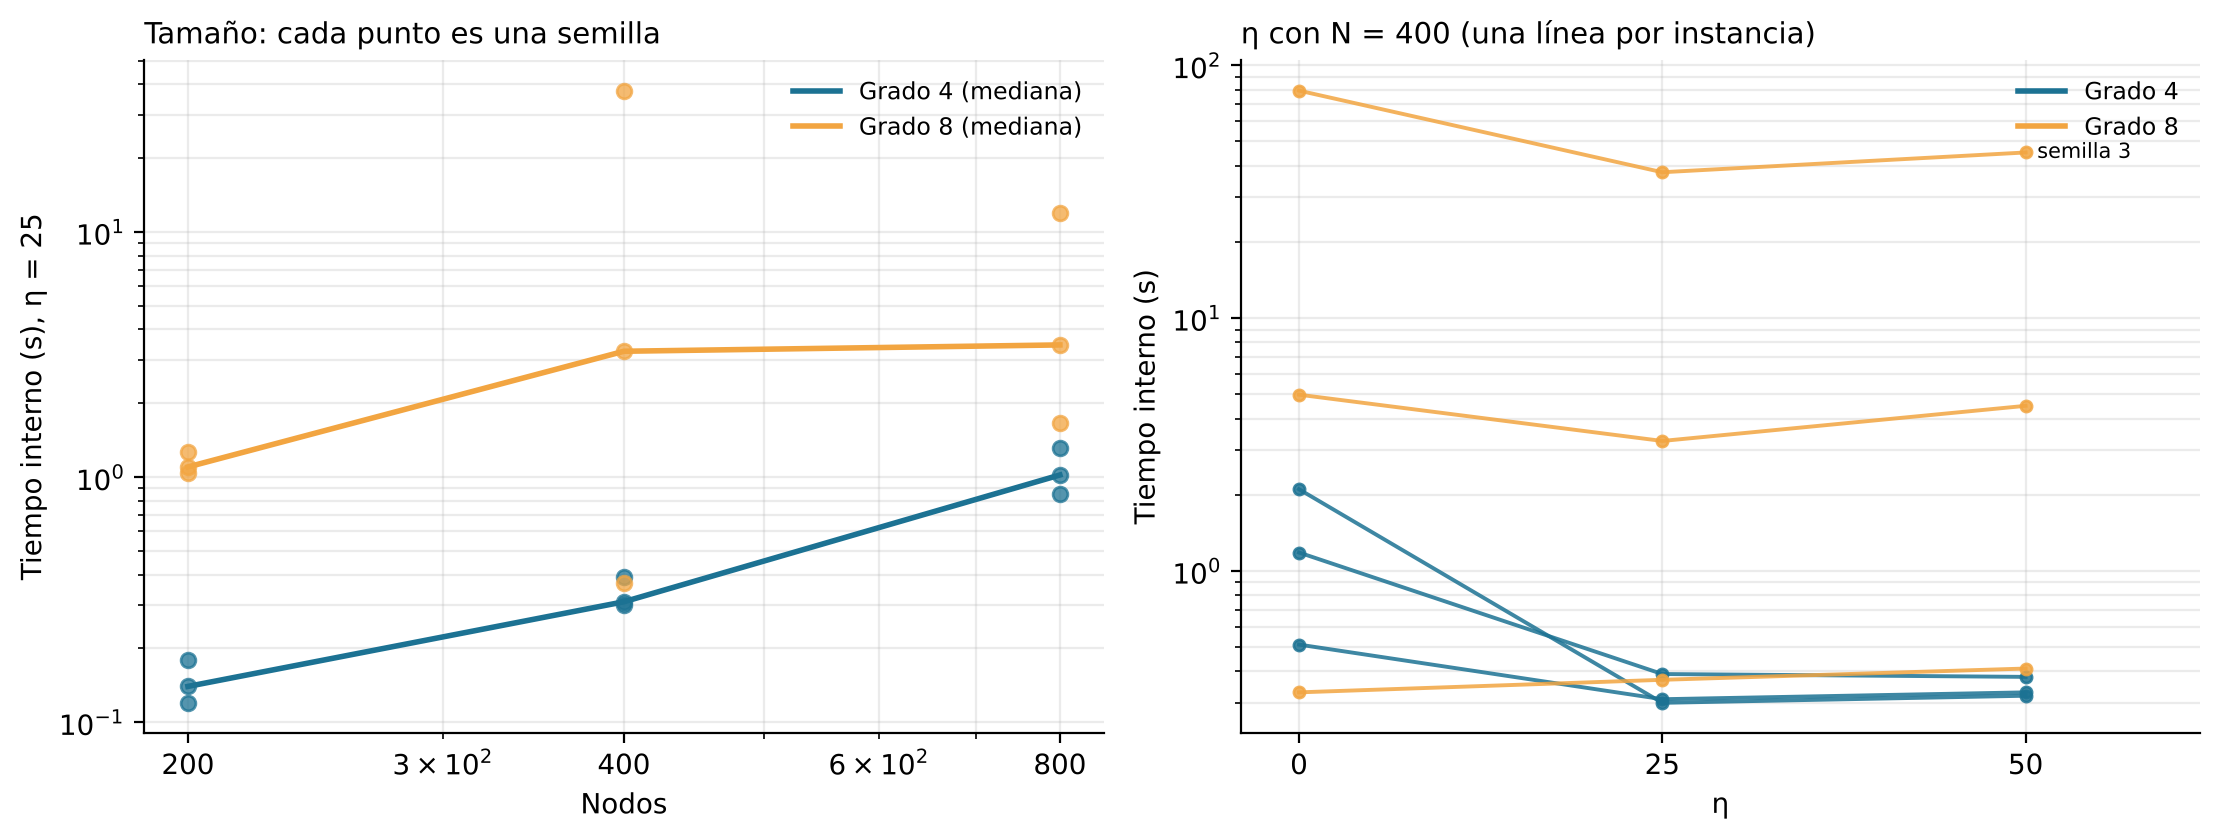 Tamaño: cada punto es una semilla
Grado 4 (mediana)
Grado 8 (mediana)
Tiempo interno (s), η = 25
10¹
10⁰
10⁻¹
200
3 × 10²
400
6 × 10²
800
Nodos
η con N = 400 (una línea por instancia)
Grado 4
Grado 8
semilla 3
Tiempo interno (s)
10²
10¹
10⁰
0
25
50
η